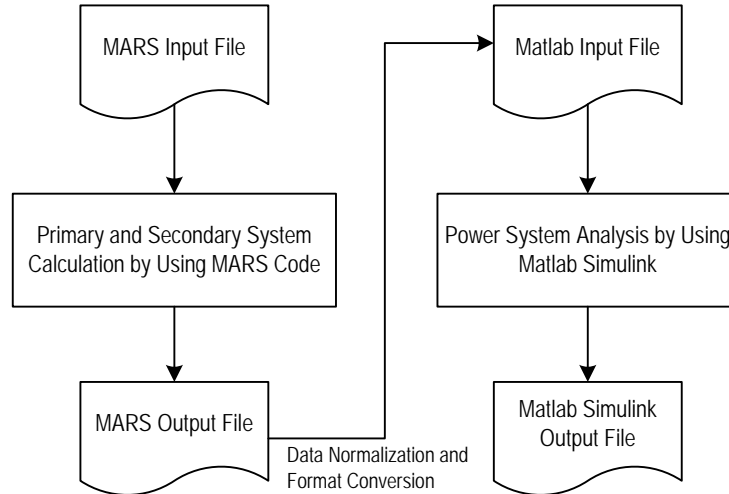 MARS Input File
Primary and Secondary System
Calculation by Using MARS Code
MARS Output File
Data Normalization and
Format Conversion
Matlab Input File
Power System Analysis by Using
Matlab Simulink
Matlab Simulink
Output File